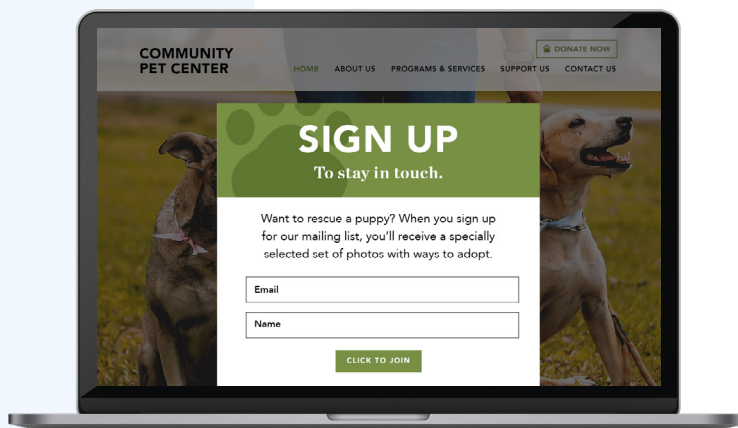 COMMUNITY
PET CENTER
DONATE NOW
HOME ABOUT US PROGRAMS & SERVICES SUPPORT US CONTACT US
SIGN UP
To stay in touch.
Want to rescue a puppy? When you sign up
for our mailing list, you’ll receive a specially
selected set of photos with ways to adopt.
Email
Name
CLICK TO JOIN